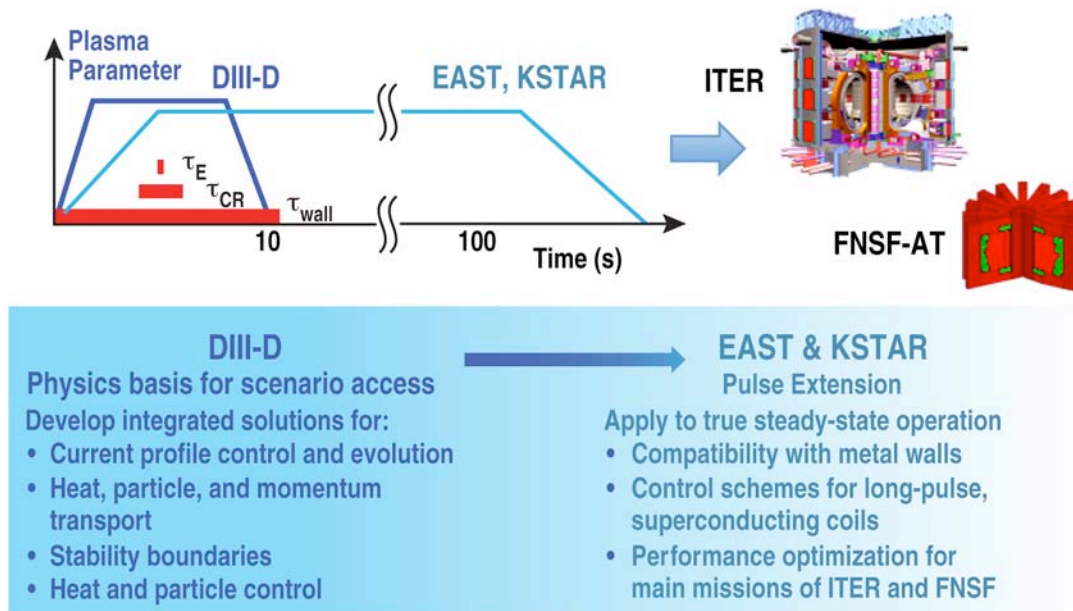 Plasma
Parameter
DIII-D
EAST, KSTAR
ITER
τE
τCR
τwall
10
100
Time (s)
FNSF-AT
DIII-D
Physics basis for scenario access
Develop integrated solutions for:
• Current profile control and evolution
• Heat, particle, and momentum
transport
• Stability boundaries
• Heat and particle control
EAST & KSTAR
Pulse Extension
Apply to true steady-state operation
• Compatibility with metal walls
• Control schemes for long-pulse,
superconducting coils
• Performance optimization for
main missions of ITER and FNSF